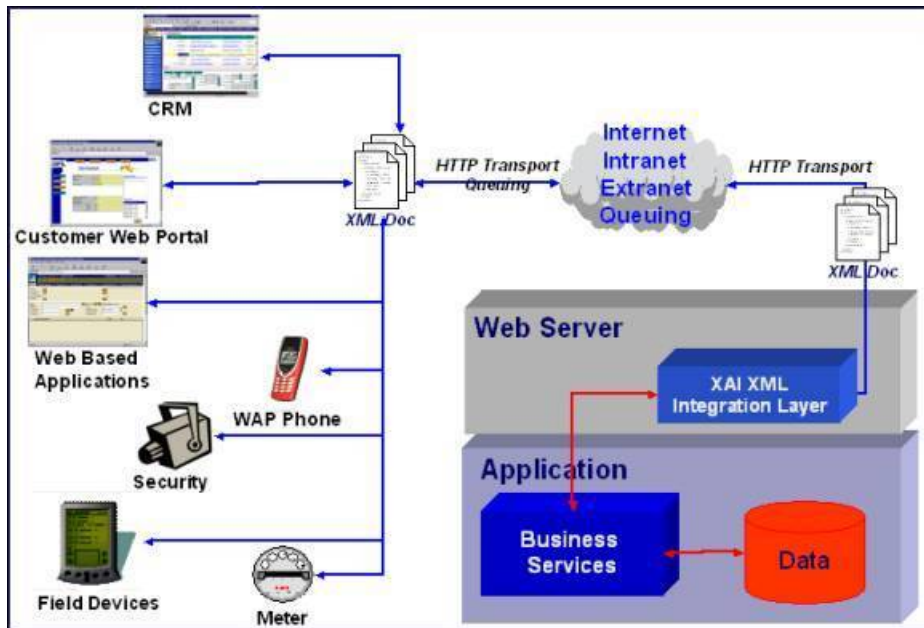 CRM
Customer Web Portal
Web Based
Applications
WAP Phone
Security
Field Devices
Meter
XML Doc
HTTP Transport
Queuing
Internet
Intranet
Extranet
Queuing
HTTP Transport
XML Doc
Web Server
XAI XML
Integration Layer
Application
Business
Services
Data